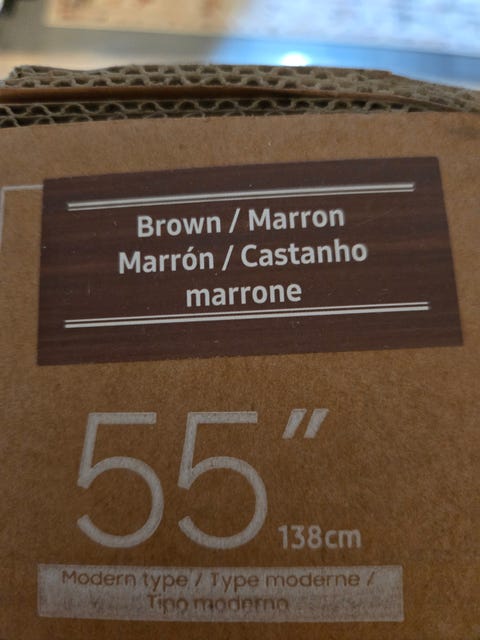 Brown / Marron
Marrón / Castanho
marrone
55"
138cm
Modern type / Type moderne /
Tipo moderno